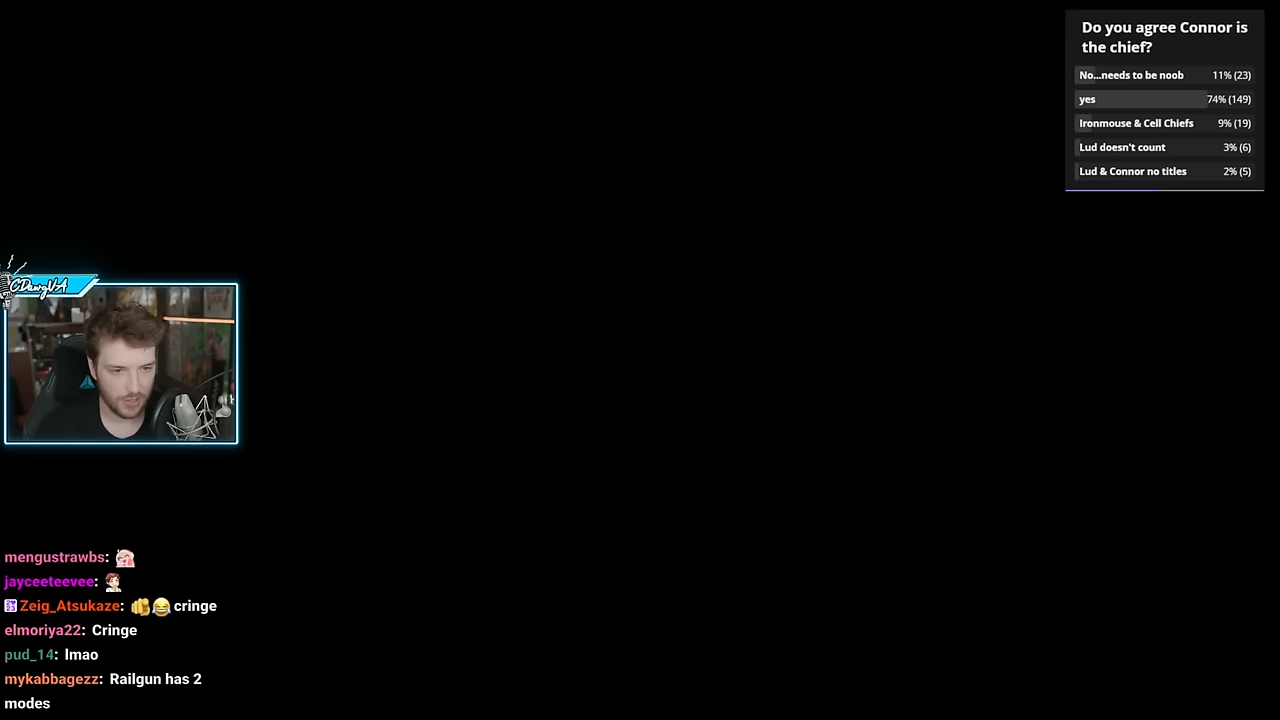 Do you agree Connor is
the chief?
No...needs to be noob 11% (23)
yes 74% (149)
Ironmouse & Cell Chiefs 9% (19)
Lud doesn't count 3% (6)
Lud & Connor no titles 2% (5)
CDawgVA
mengustrawbs:
jayceeteevee:
Zeig_Atsukaze: cringe
elmoriya22: Cringe
pud_14: lmao
mykabbagezz: Railgun has 2
modes